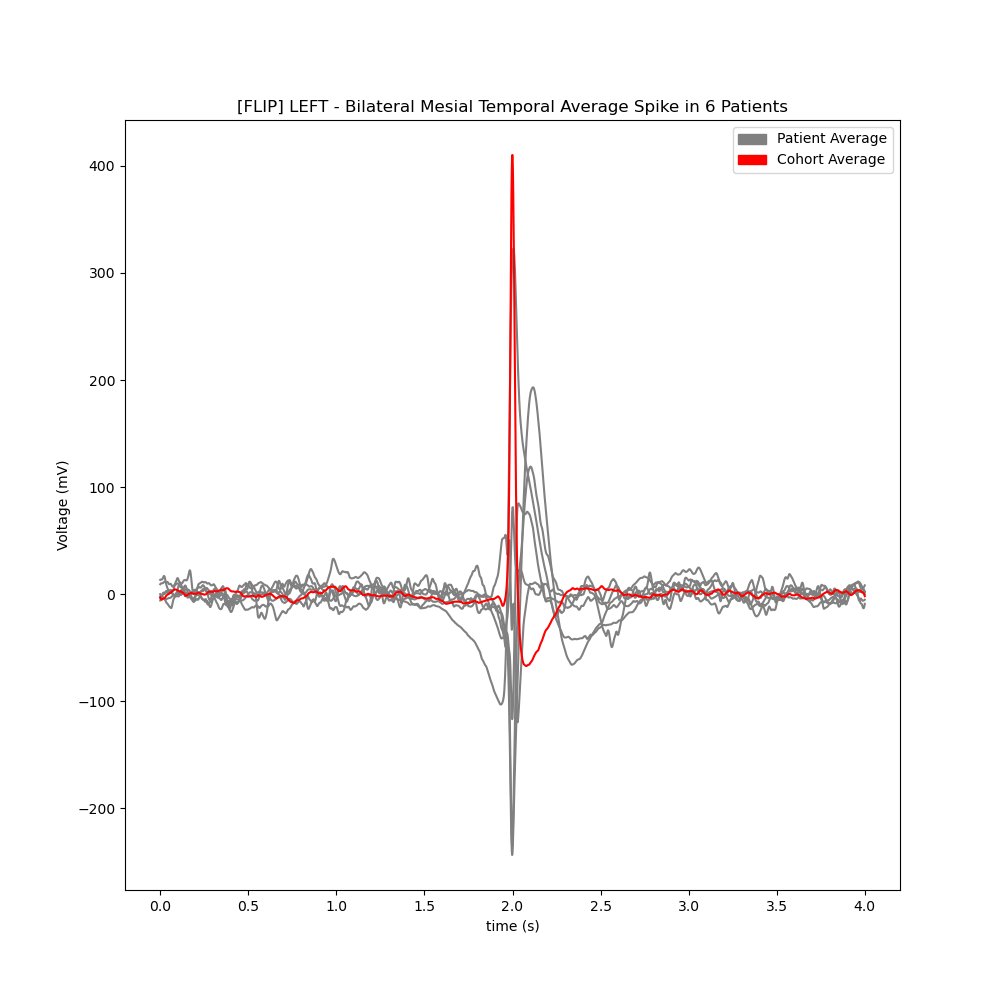 [FLIP] LEFT - Bilateral Mesial Temporal Average Spike in 6 Patients
Patient Average
Cohort Average
400
300
200
100
0
−100
−200
Voltage (mV)
0.0 0.5 1.0 1.5 2.0 2.5 3.0 3.5 4.0
time (s)